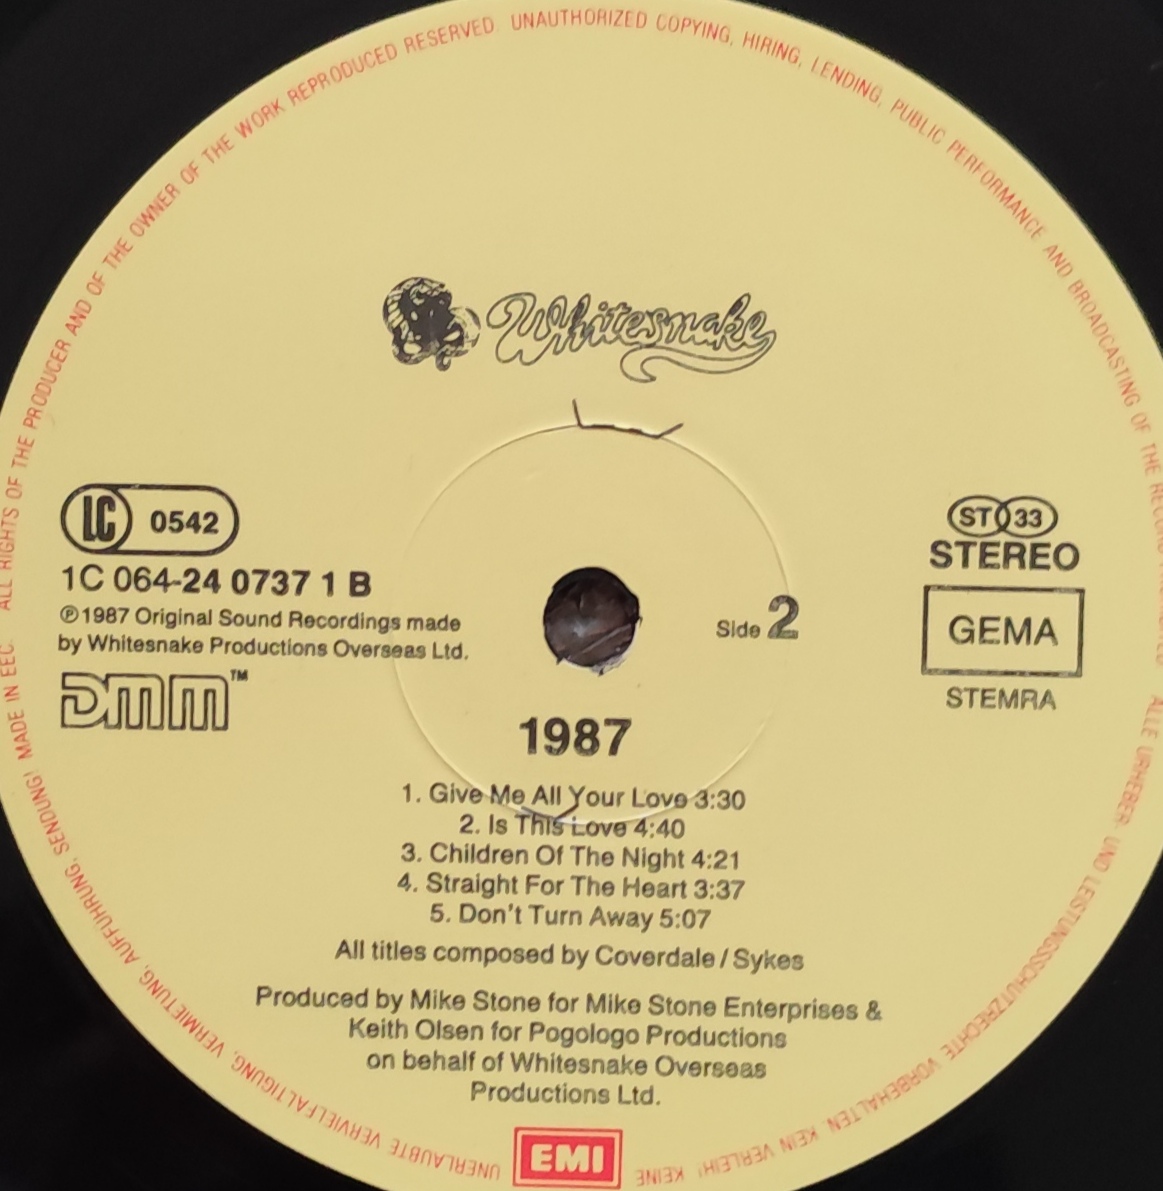 ALL RIGHTS OF THE PRODUCER AND OF THE OWNER OF THE WORK REPRODUCED RESERVED. UNAUTHORIZED COPYING, HIRING, LENDING, PUBLIC PERFORMANCE AND BROADCASTING OF THE
Whitesnake
LC 0542
1C 064-24 0737 1 B
℗1987 Original Sound Recordings made
by Whitesnake Productions Overseas Ltd.
DMM™
ST 33
STEREO
GEMA
STEMRA
Side 2
1987
1. Give Me All Your Love 3:30
2. Is This Love 4:40
3. Children Of The Night 4:21
4. Straight For The Heart 3:37
5. Don't Turn Away 5:07
All titles composed by Coverdale / Sykes
Produced by Mike Stone for Mike Stone Enterprises &
Keith Olsen for Pogologo Productions
on behalf of Whitesnake Overseas
Productions Ltd.
EMI
ALLE URHEBER- UND LEISTUNGSSCHUTZRECHTE VORBEHALTEN. KEIN VERLEIH! KEINE
UNERLAUBTE VERVIELFÄLTIGUNG, VERMIETUNG, AUFFÜHRUNG, SENDUNG! MADE IN EEC.